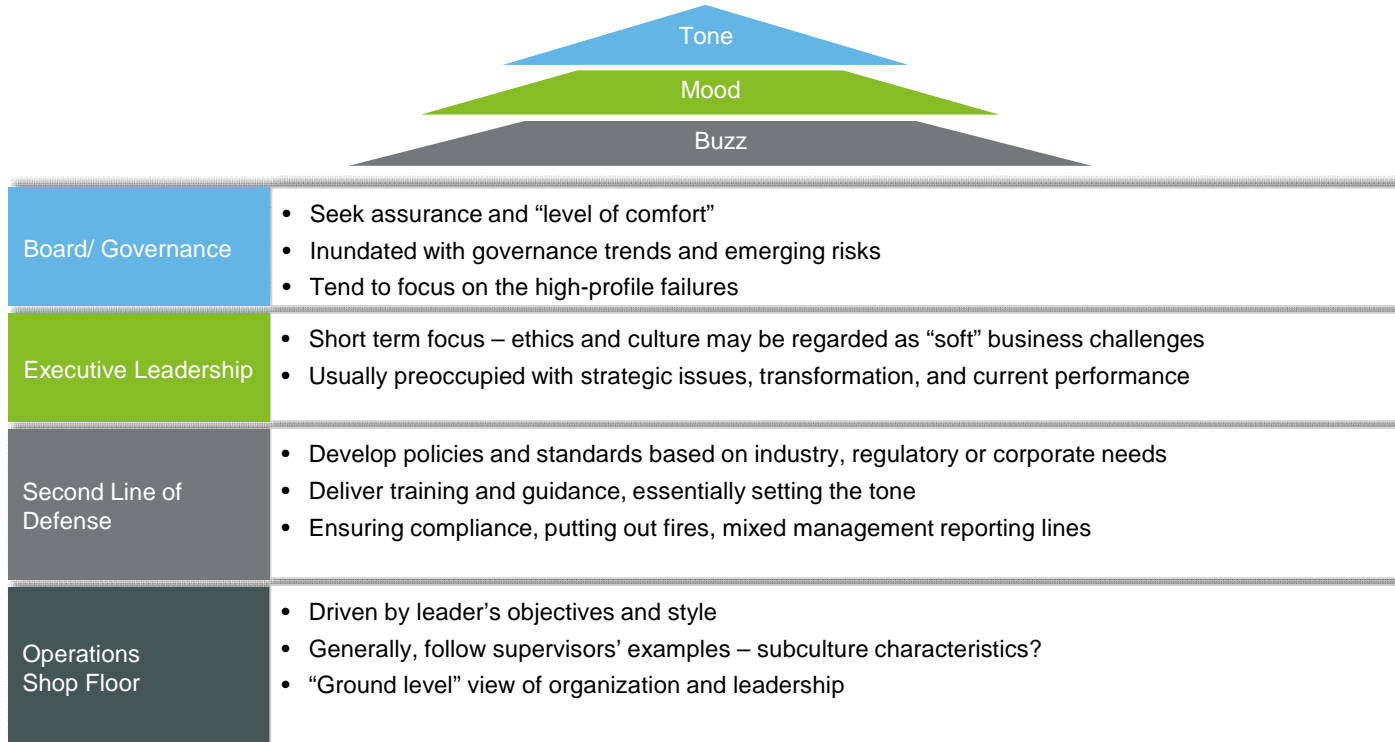 Tone
Mood
Buzz
Board/ Governance
• Seek assurance and “level of comfort”
• Inundated with governance trends and emerging risks
• Tend to focus on the high-profile failures
Executive Leadership
• Short term focus – ethics and culture may be regarded as “soft” business challenges
• Usually preoccupied with strategic issues, transformation, and current performance
Second Line of
Defense
• Develop policies and standards based on industry, regulatory or corporate needs
• Deliver training and guidance, essentially setting the tone
• Ensuring compliance, putting out fires, mixed management reporting lines
Operations
Shop Floor
• Driven by leader’s objectives and style
• Generally, follow supervisors’ examples – subculture characteristics?
• “Ground level” view of organization and leadership